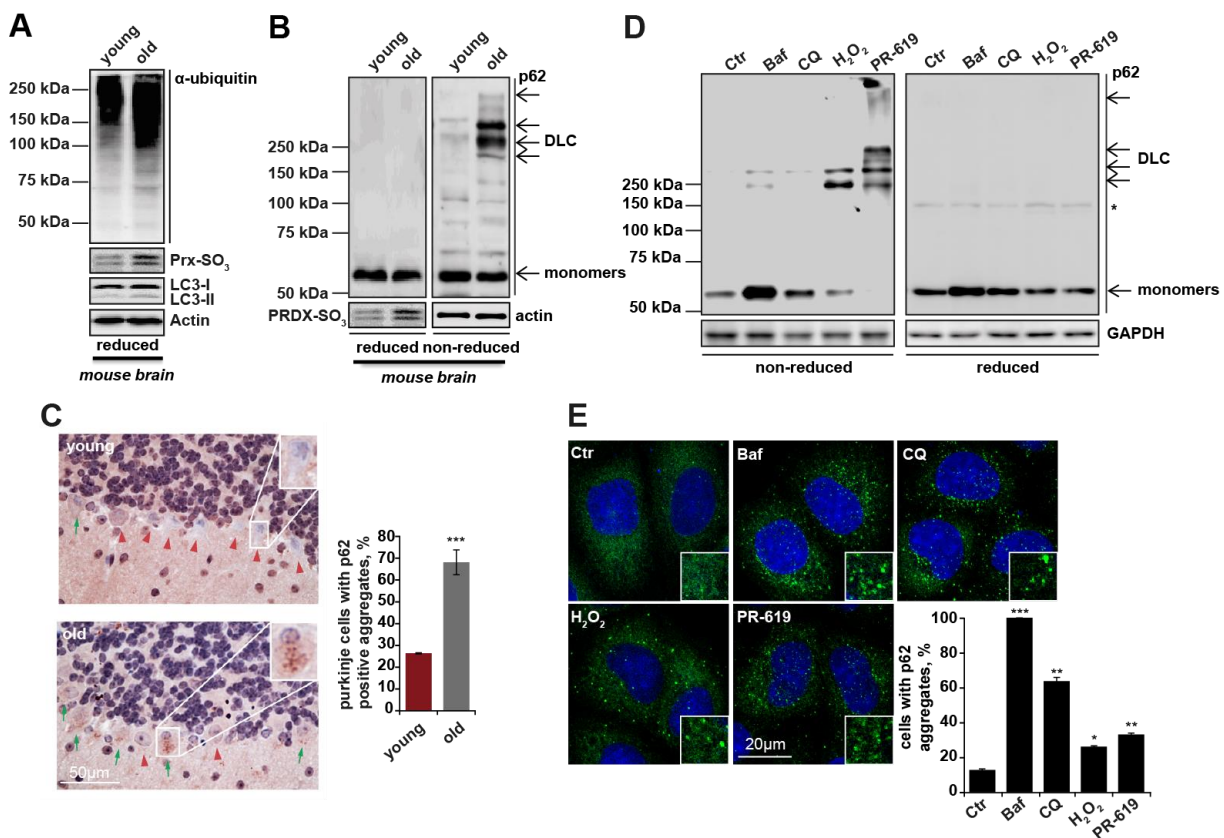 A
young
old
α-ubiquitin
250 kDa
150 kDa
100 kDa
75 kDa
50 kDa
Prx-SO₃
LC3-I
LC3-II
Actin
reduced
mouse brain
B
young
old
young
old
p62
250 kDa
150 kDa
100 kDa
75 kDa
50 kDa
DLC
monomers
PRDX-SO₃
actin
reduced
non-reduced
mouse brain
D
Ctr
Baf
CQ
H₂O₂
PR-619
Ctr
Baf
CQ
H₂O₂
PR-619
p62
250 kDa
150 kDa
100 kDa
75 kDa
50 kDa
DLC
*
monomers
GAPDH
non-reduced
reduced
C
young
old
50µm
purkinje cells with p62
positive aggregates, %
80
70
60
50
40
30
20
10
0
***
young
old
E
Ctr
Baf
CQ
H₂O₂
PR-619
20µm
cells with p62
aggregates, %
100
80
60
40
20
0
***
**
*
**
Ctr
Baf
CQ
H₂O₂
PR-619